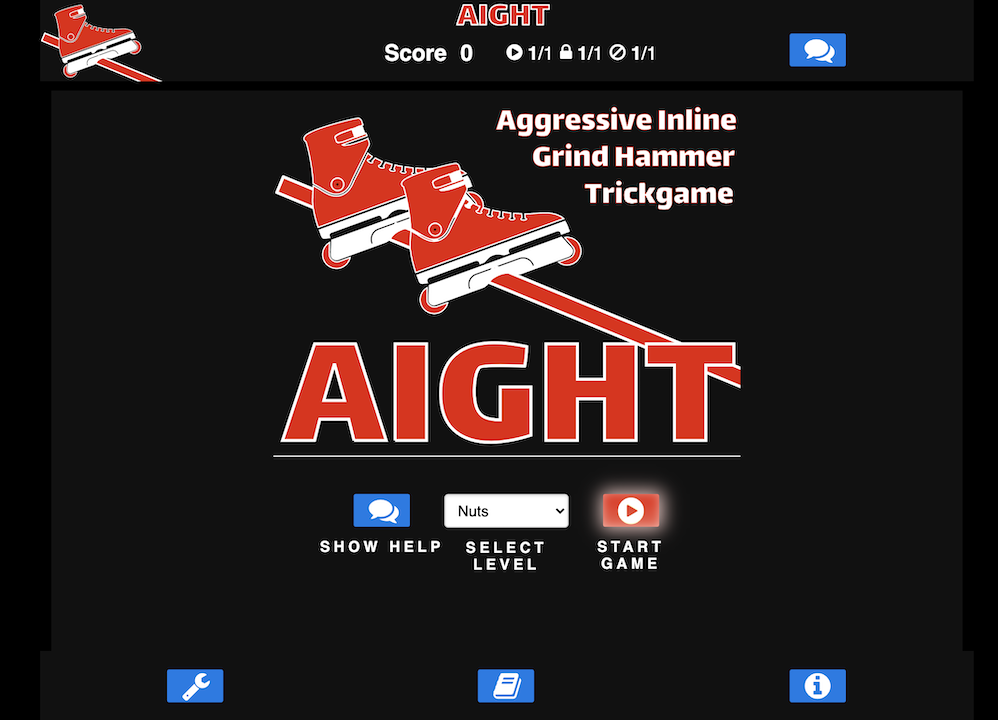 AIGHT
Score 0 1/1 1/1 1/1
Aggressive Inline
Grind Hammer
Trickgame
AIGHT
Nuts
SHOW HELP
SELECT
LEVEL
START
GAME